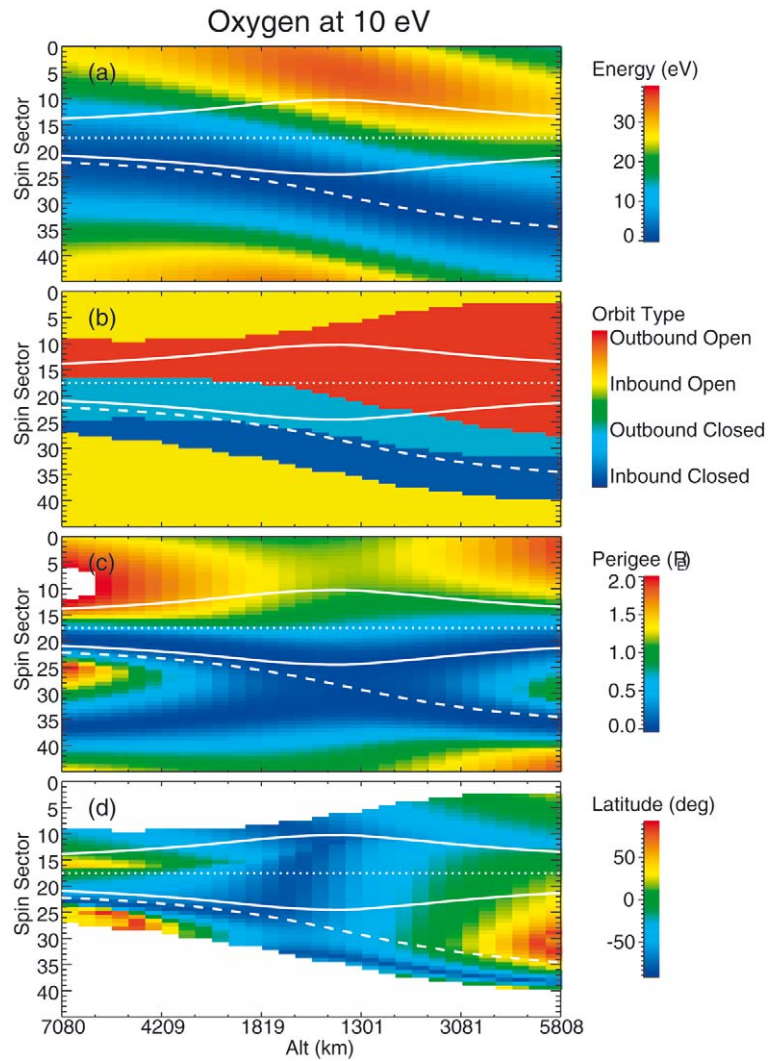 Oxygen at 10 eV
0
5
10
15
20
25
30
35
40
Spin Sector
(a)
Energy (eV)
30
20
10
0
0
5
10
15
20
25
30
35
40
Spin Sector
(b)
Orbit Type
Outbound Open
Inbound Open
Outbound Closed
Inbound Closed
0
5
10
15
20
25
30
35
40
Spin Sector
(c)
Perigee (R_E)
2.0
1.5
1.0
0.5
0.0
0
5
10
15
20
25
30
35
40
Spin Sector
(d)
Latitude (deg)
50
0
-50
7080 4209 1819 1301 3081 5808
Alt (km)